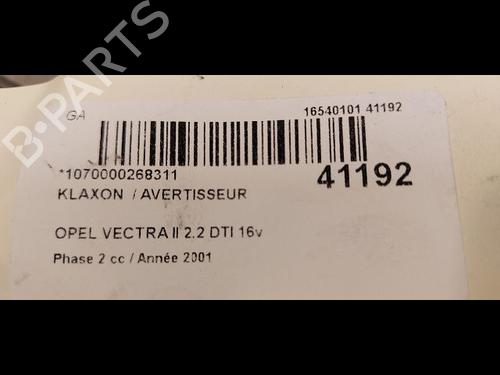 GA
16540101 41192
*1070000268311
41192
KLAXON / AVERTISSEUR
OPEL VECTRA II 2.2 DTI 16v
Phase 2 cc / Année 2001
B-PARTS